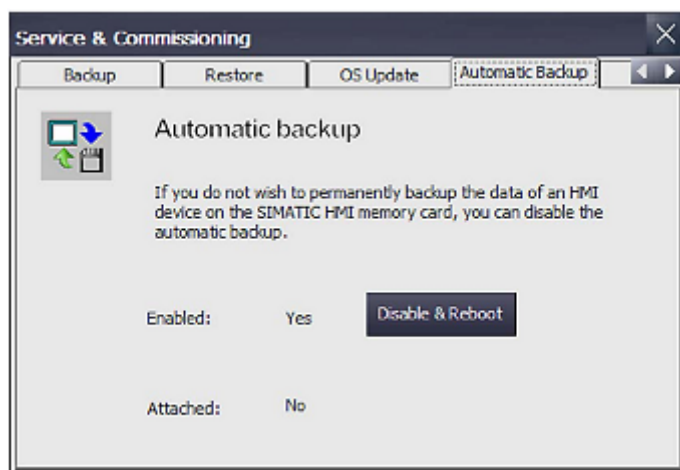 Service & Commissioning
Backup Restore OS Update Automatic Backup
Automatic backup
If you do not wish to permanently backup the data of an HMI
device on the SIMATIC HMI memory card, you can disable the
automatic backup.
Enabled: Yes Disable & Reboot
Attached: No